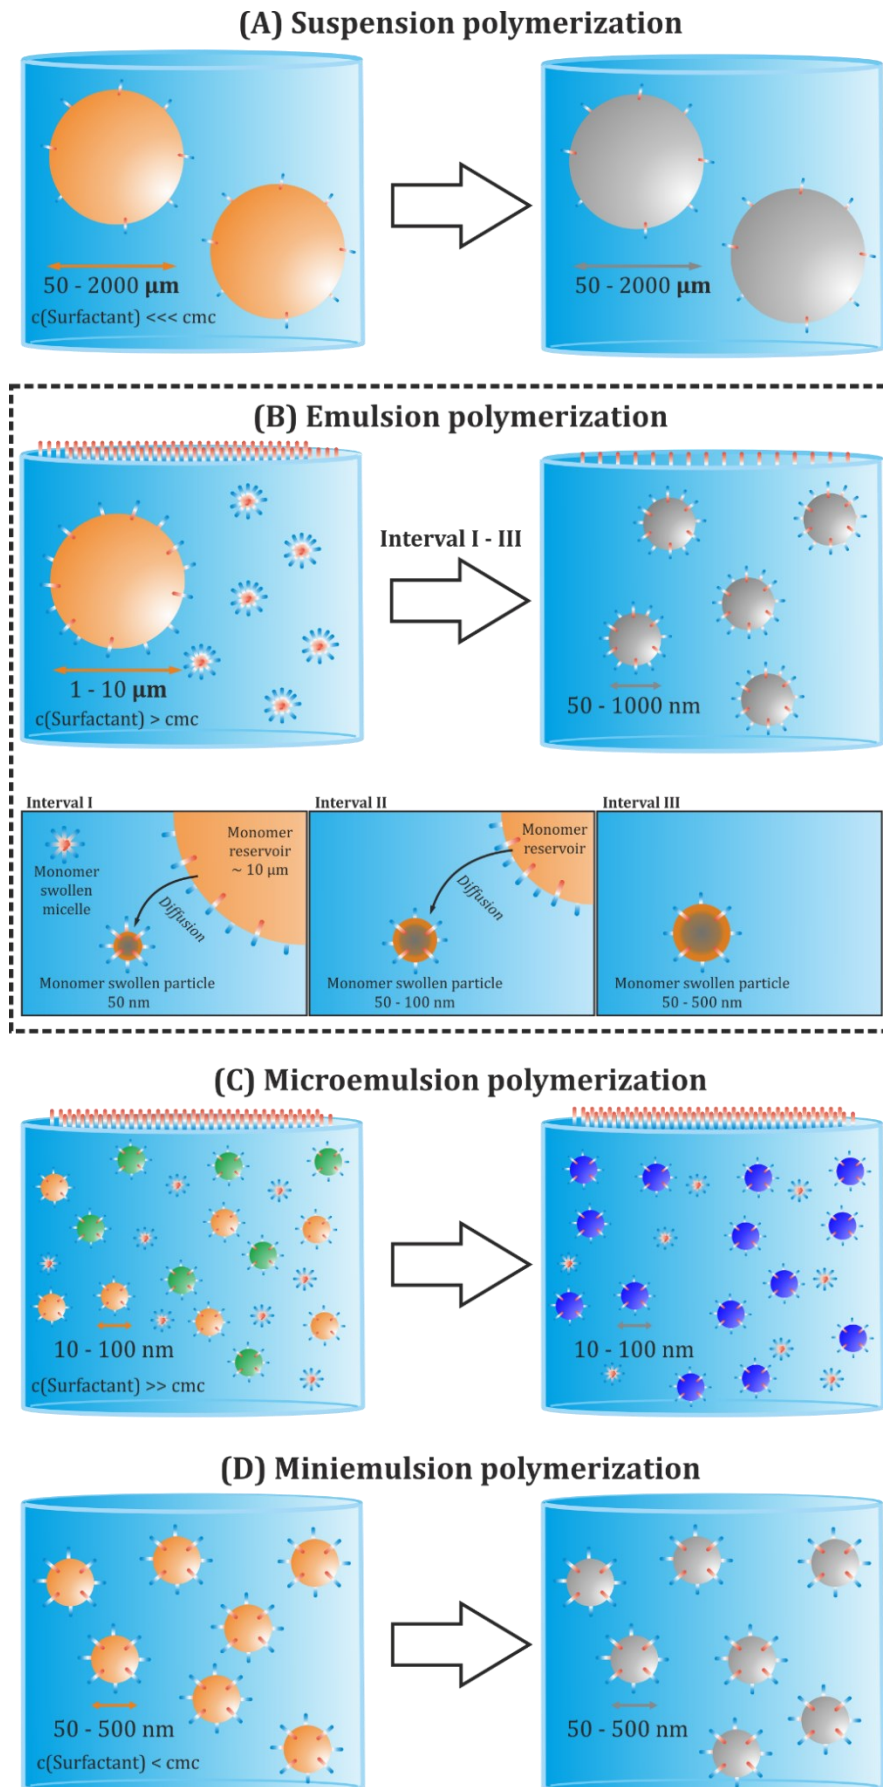 (A) Suspension polymerization
50 - 2000 µm
c(Surfactant) <<< cmc
50 - 2000 µm
(B) Emulsion polymerization
Interval I - III
1 - 10 µm
c(Surfactant) > cmc
50 - 1000 nm
Interval I
Monomer
swollen
micelle
Monomer
reservoir
~ 10 µm
Diffusion
Monomer swollen particle
50 nm
Interval II
Monomer
reservoir
Diffusion
Monomer swollen particle
50 - 100 nm
Interval III
Monomer swollen particle
50 - 500 nm
(C) Microemulsion polymerization
10 - 100 nm
c(Surfactant) >> cmc
10 - 100 nm
(D) Miniemulsion polymerization
50 - 500 nm
c(Surfactant) < cmc
50 - 500 nm